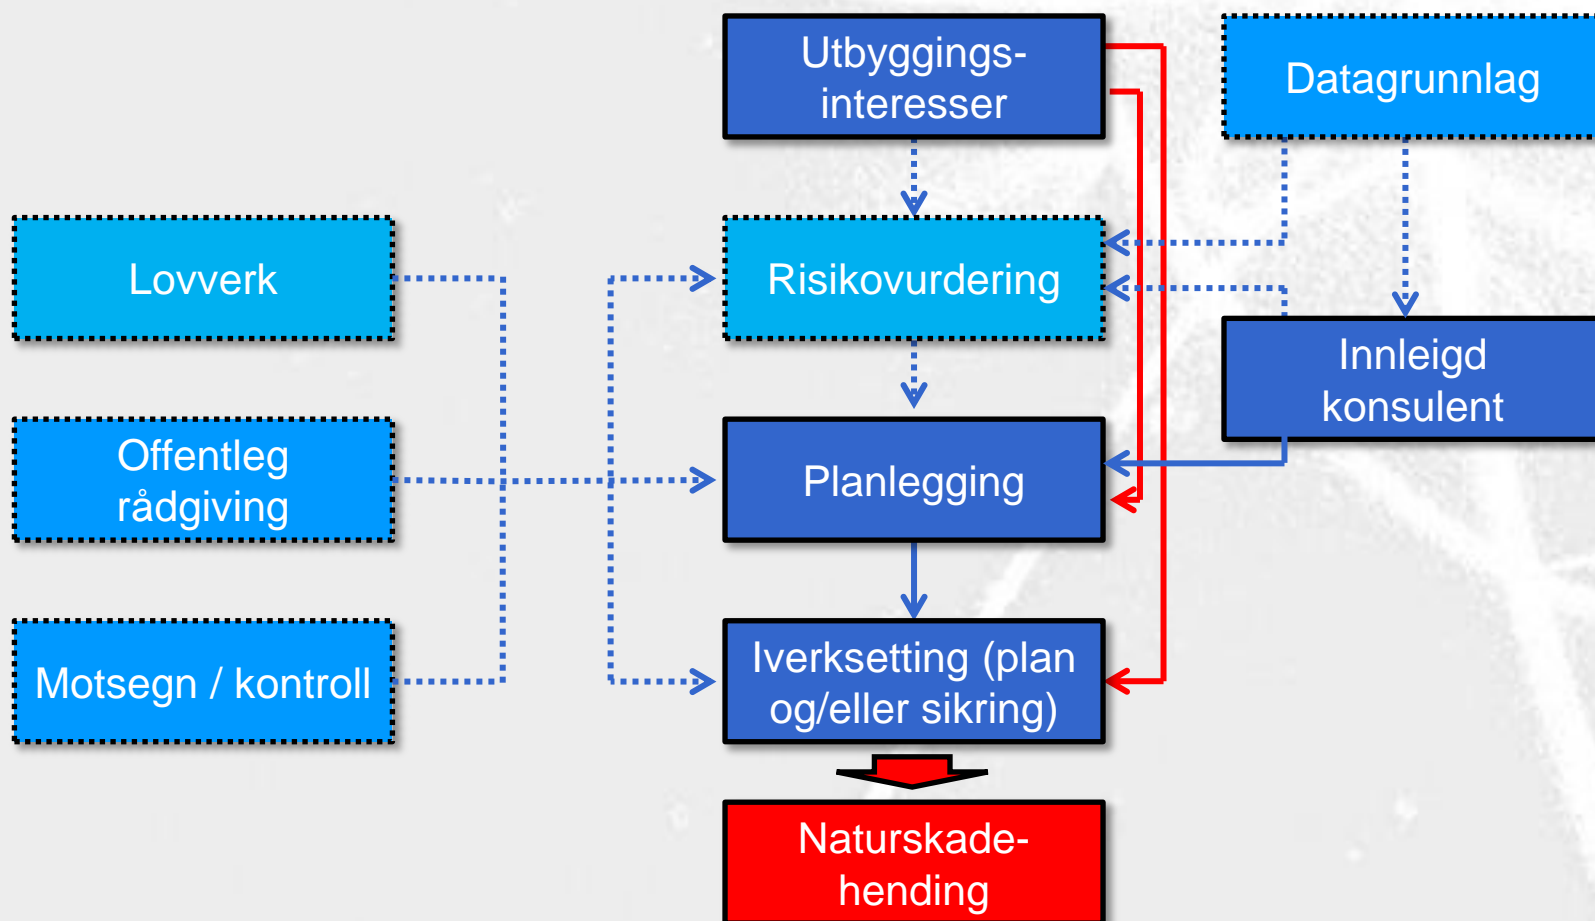 Utbyggings-
interesser
Datagrunnlag
Lovverk
Risikovurdering
Innleigd
konsulent
Offentleg
rådgiving
Planlegging
Motsegn / kontroll
Iverksetting (plan
og/eller sikring)
Naturskade-
hending